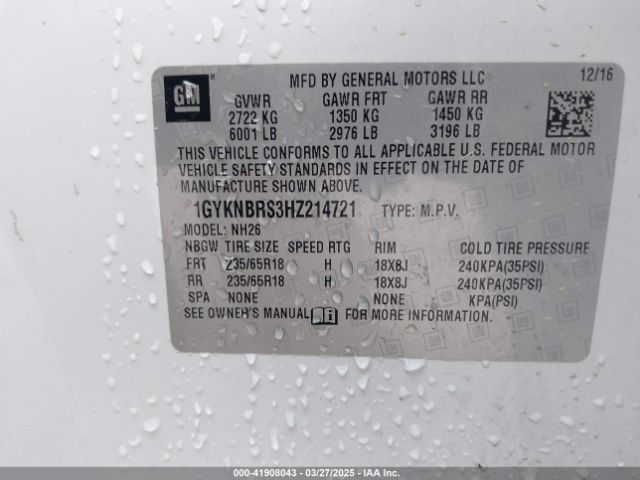 GM
MFD BY GENERAL MOTORS LLC 12/16
GVWR GAWR FRT GAWR RR
2722 KG 1350 KG 1450 KG
6001 LB 2976 LB 3196 LB
THIS VEHICLE CONFORMS TO ALL APPLICABLE U.S. FEDERAL MOTOR
VEHICLE SAFETY STANDARDS IN EFFECT ON THE DATE OF
MANUFACTURE SHOWN ABOVE.
1GYKNBRS3HZ214721 TYPE: M.P.V.
MODEL: NH26
NBGW TIRE SIZE SPEED RTG RIM COLD TIRE PRESSURE
FRT 235/65R18 H 18X8J 240KPA(35PSI)
RR 235/65R18 H 18X8J 240KPA(35PSI)
SPA NONE NONE KPA(PSI)
SEE OWNER'S MANUAL FOR MORE INFORMATION.
000-41908043 / 03/27/2025 - IAA Inc.